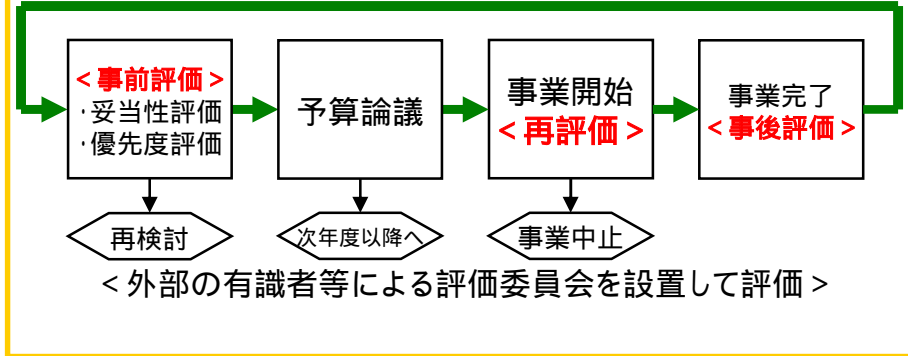 <事前評価>
・妥当性評価
・優先度評価
予算論議
事業開始
<再評価>
事業完了
<事後評価>
再検討
次年度以降へ
事業中止
<外部の有識者等による評価委員会を設置して評価>